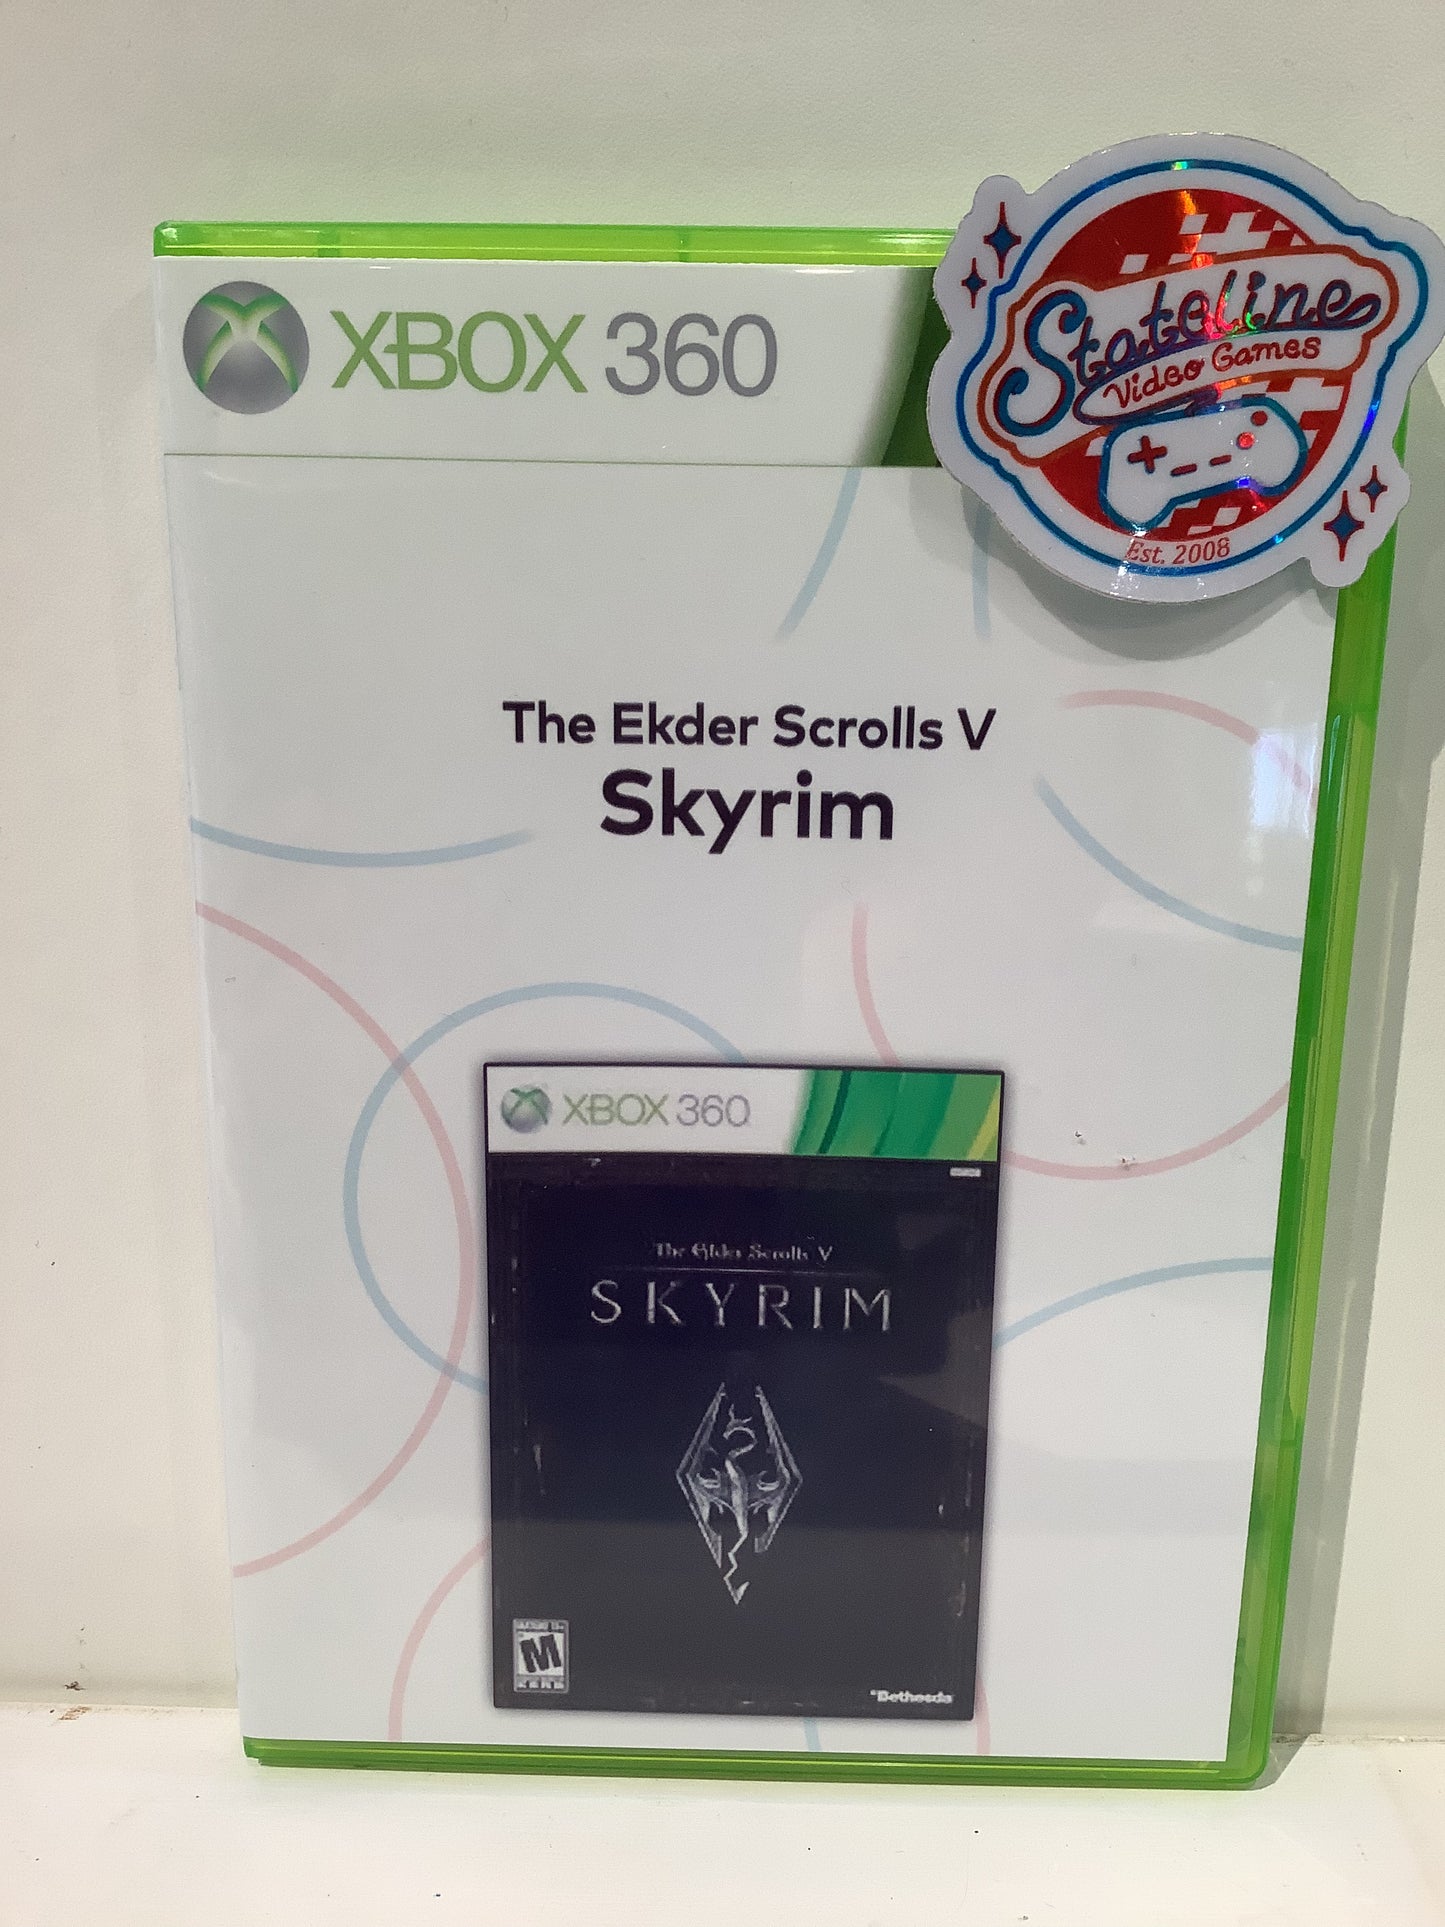 XBOX 360
Stateline
Video Games
Est. 2008
The Ekder Scrolls V
Skyrim
XBOX 360
The Elder Scrolls V
SKYRIM
M
Bethesda